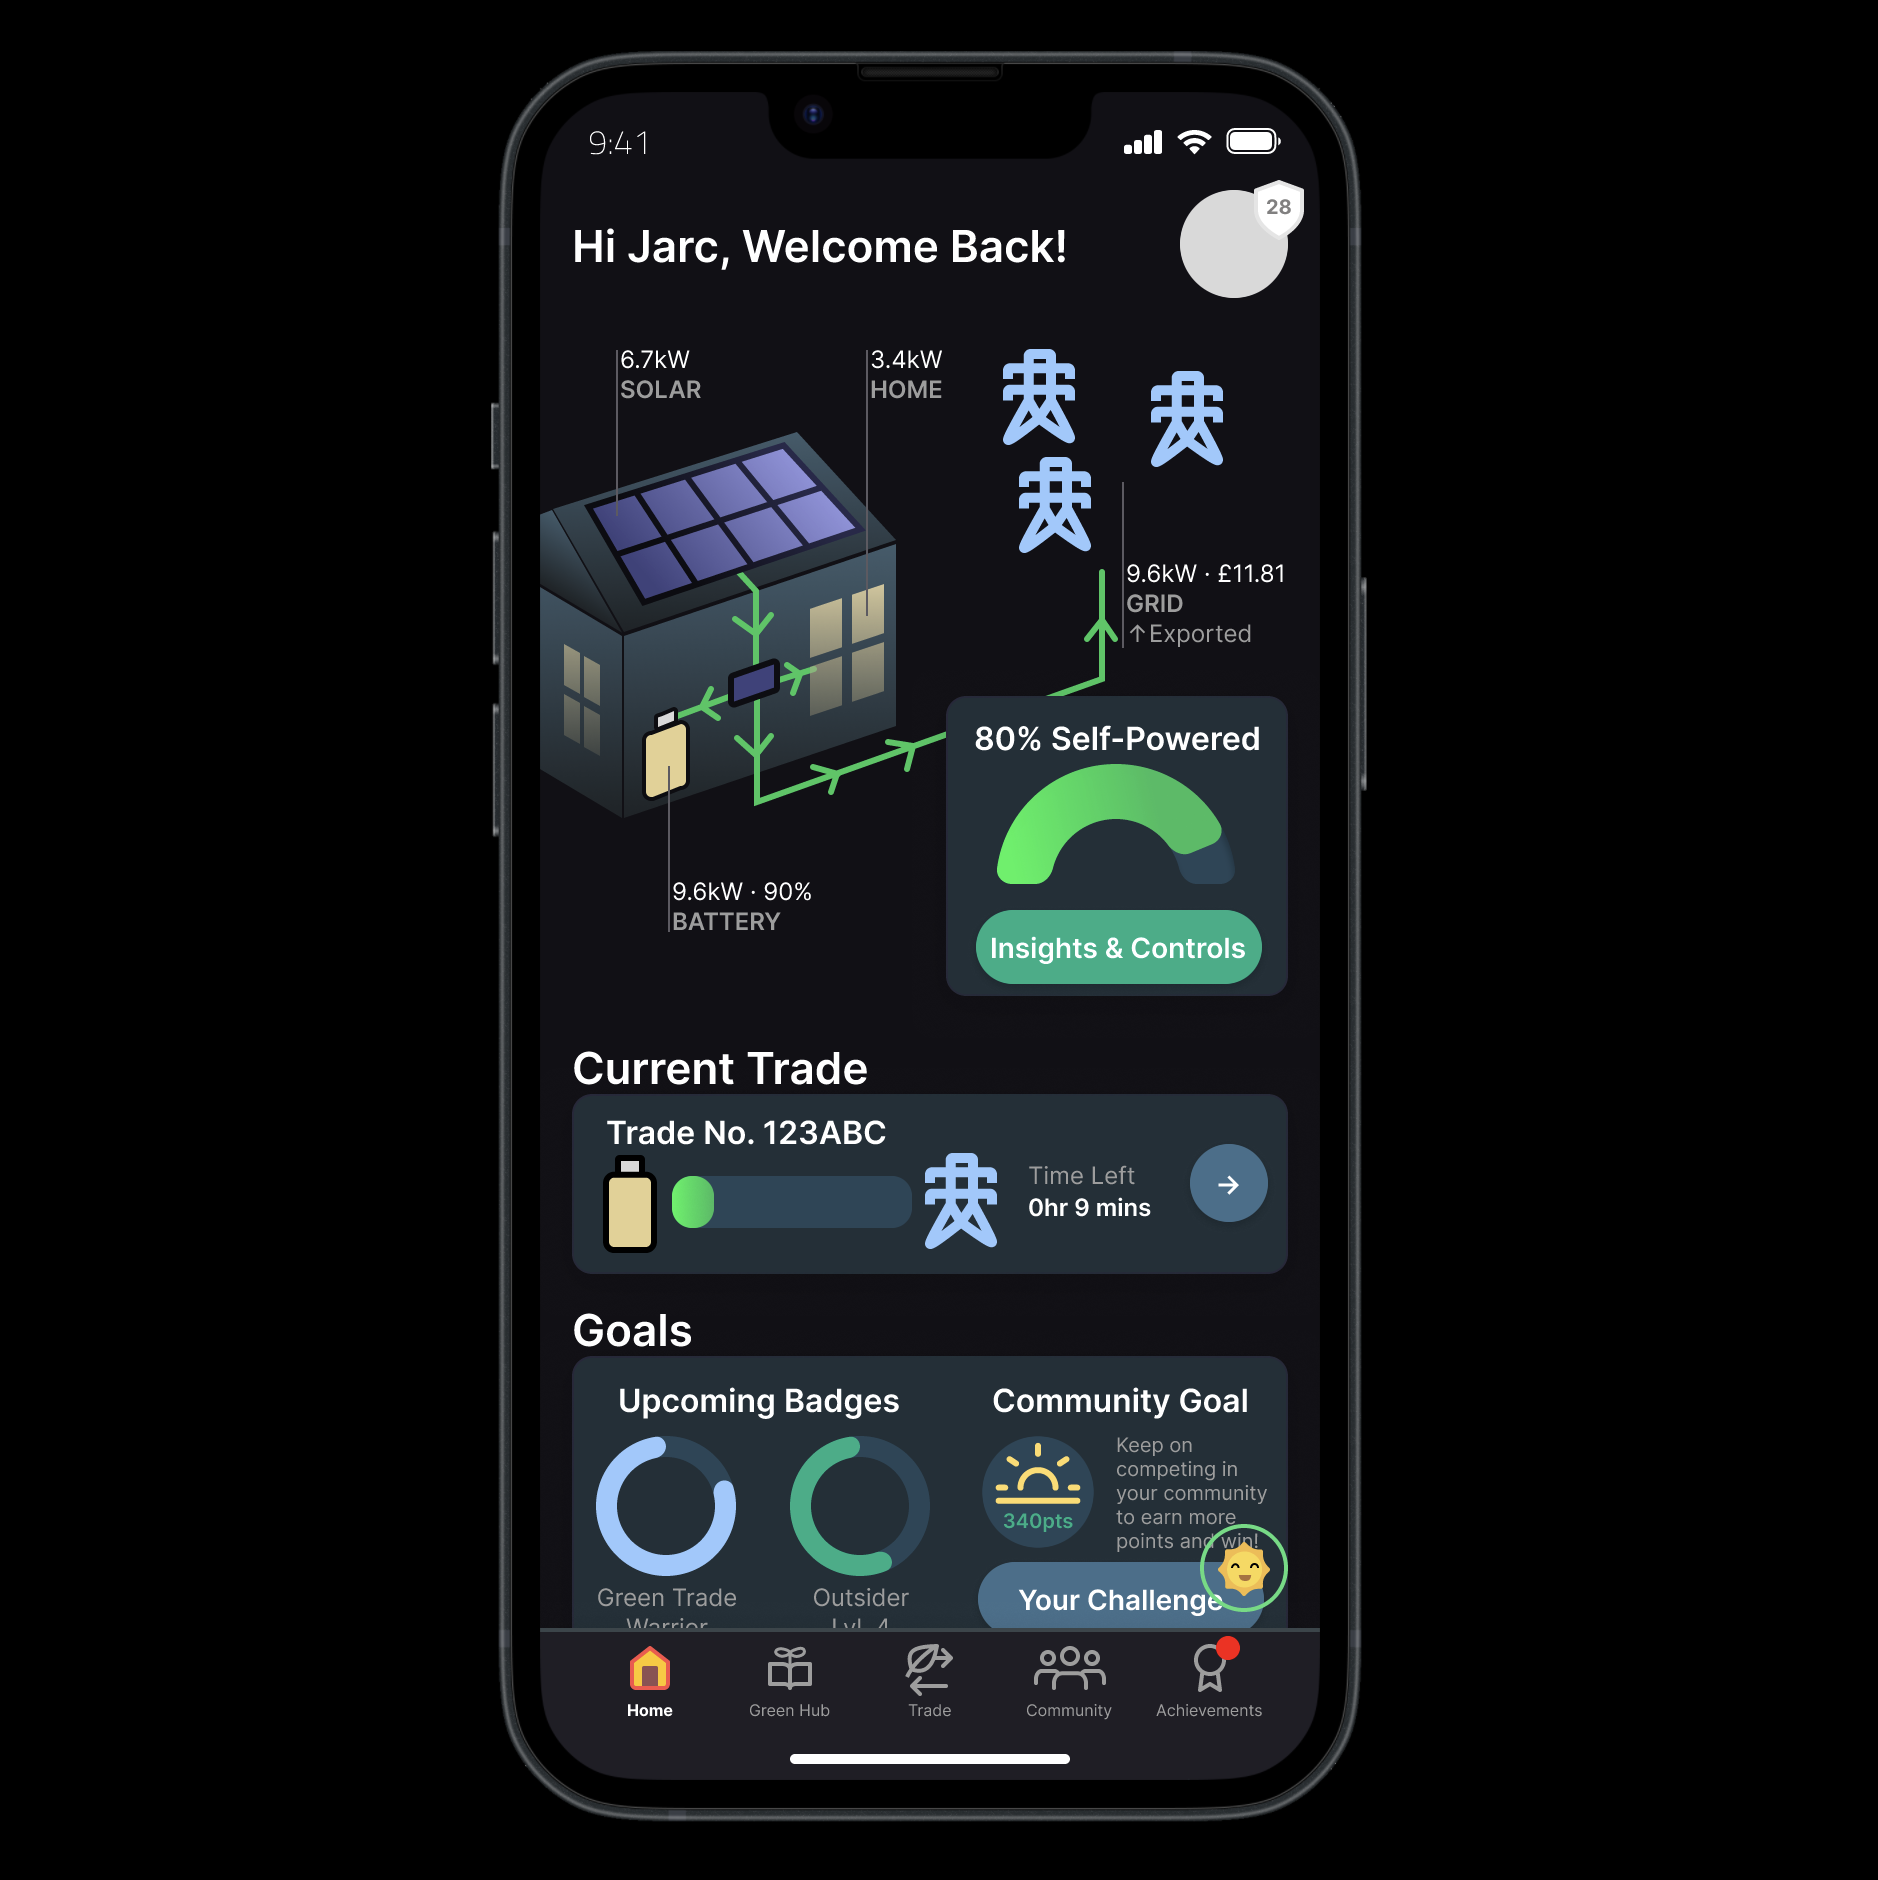 9:41
28
Hi Jarc, Welcome Back!
6.7kW
SOLAR
3.4kW
HOME
9.6kW · £11.81
GRID
↑Exported
80% Self-Powered
Insights & Controls
9.6kW · 90%
BATTERY
Current Trade
Trade No. 123ABC
Time Left
0hr 9 mins
→
Goals
Upcoming Badges
Green Trade
Warrior
Outsider
Lvl. 4
Community Goal
340pts
Keep on
competing in
your community
to earn more
points and win!
Your Challenge
Home
Green Hub
Trade
Community
Achievements